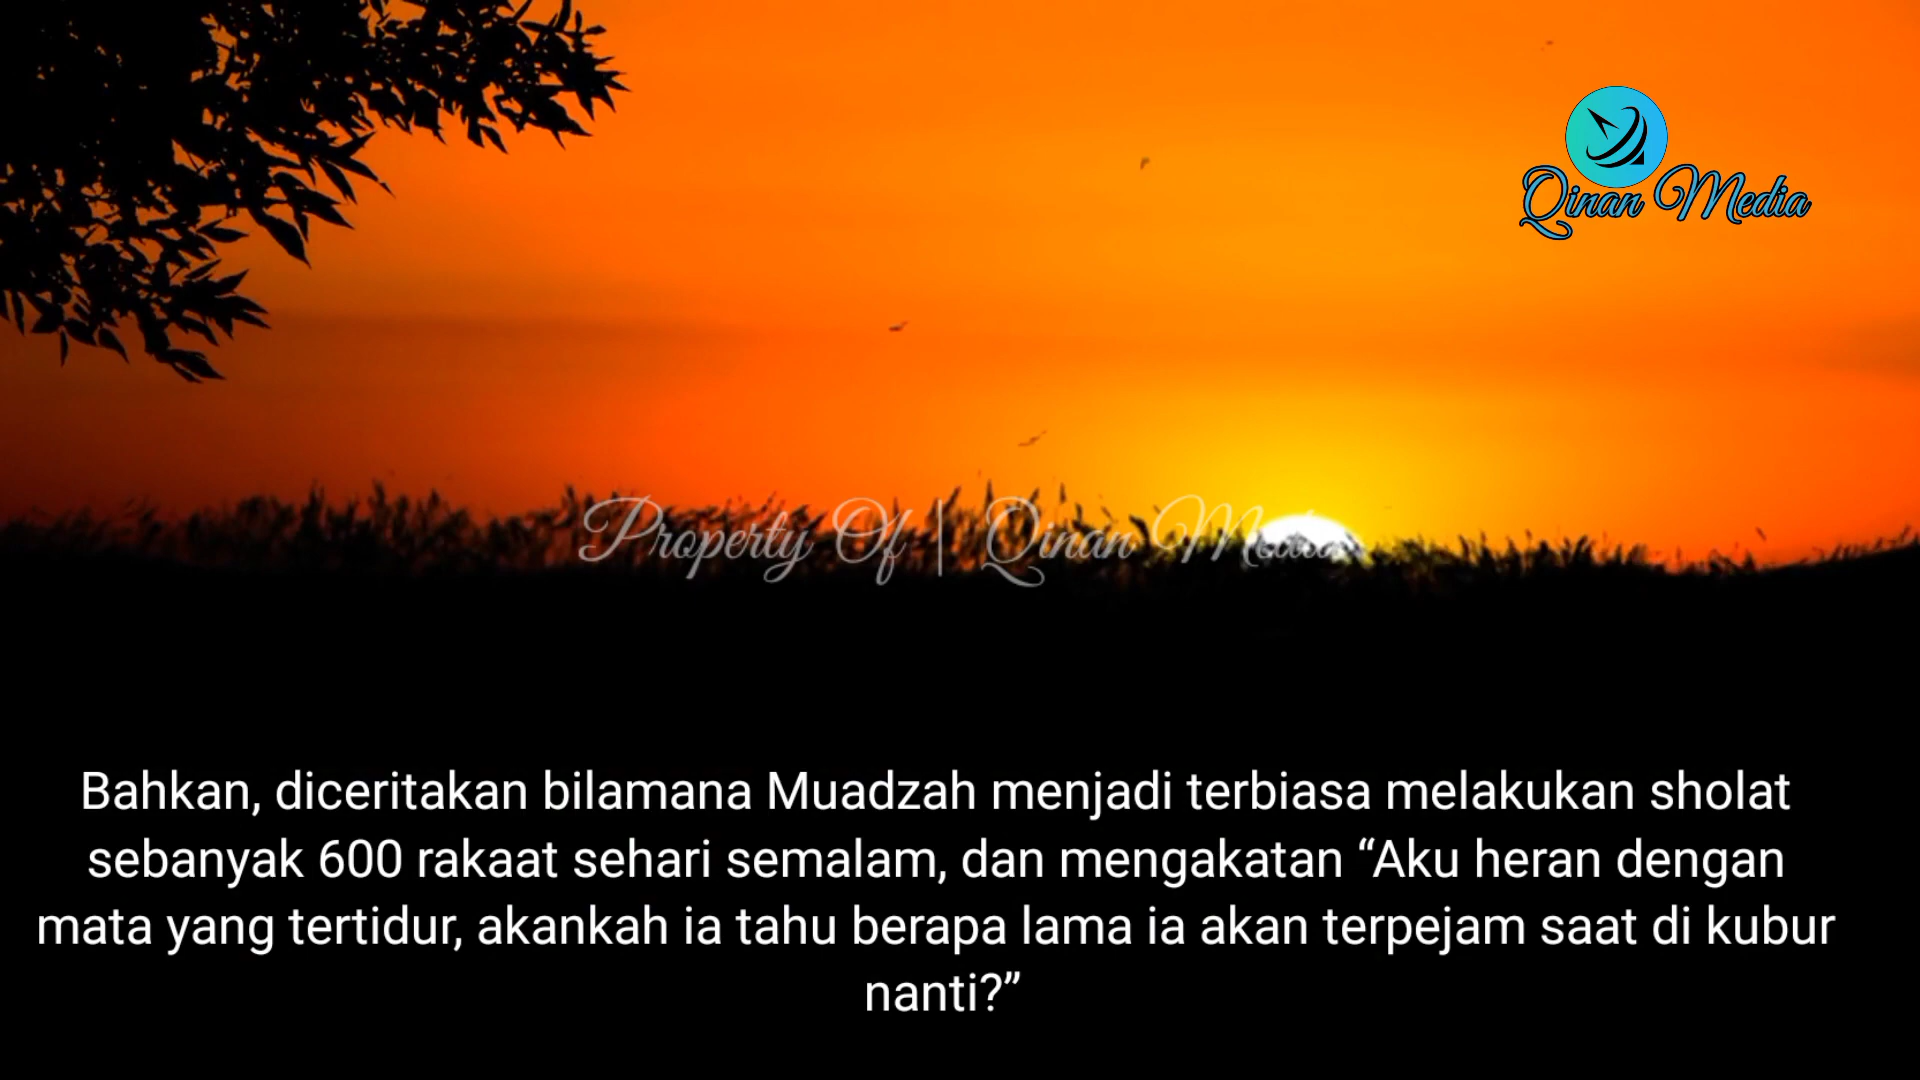 Qinan Media
Property Of | Qinan Media
Bahkan, diceritakan bilamana Muadzah menjadi terbiasa melakukan sholat
sebanyak 600 rakaat sehari semalam, dan mengakatan “Aku heran dengan
mata yang tertidur, akankah ia tahu berapa lama ia akan terpejam saat di kubur
nanti?”